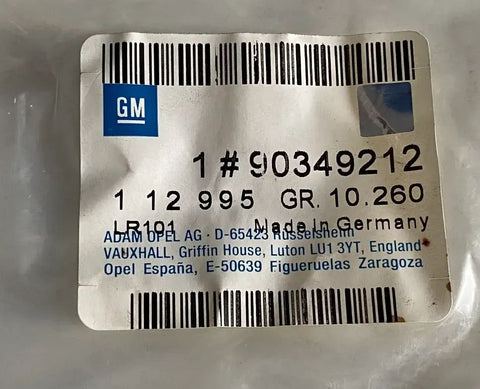 GM
1 # 90349212
1 12 995 GR. 10.260
LR101 Made in Germany
ADAM OPEL AG · D-65423 Rüsselsheim
VAUXHALL, Griffin House, Luton LU1 3YT, England
Opel España, E-50639 Figueruelas Zaragoza